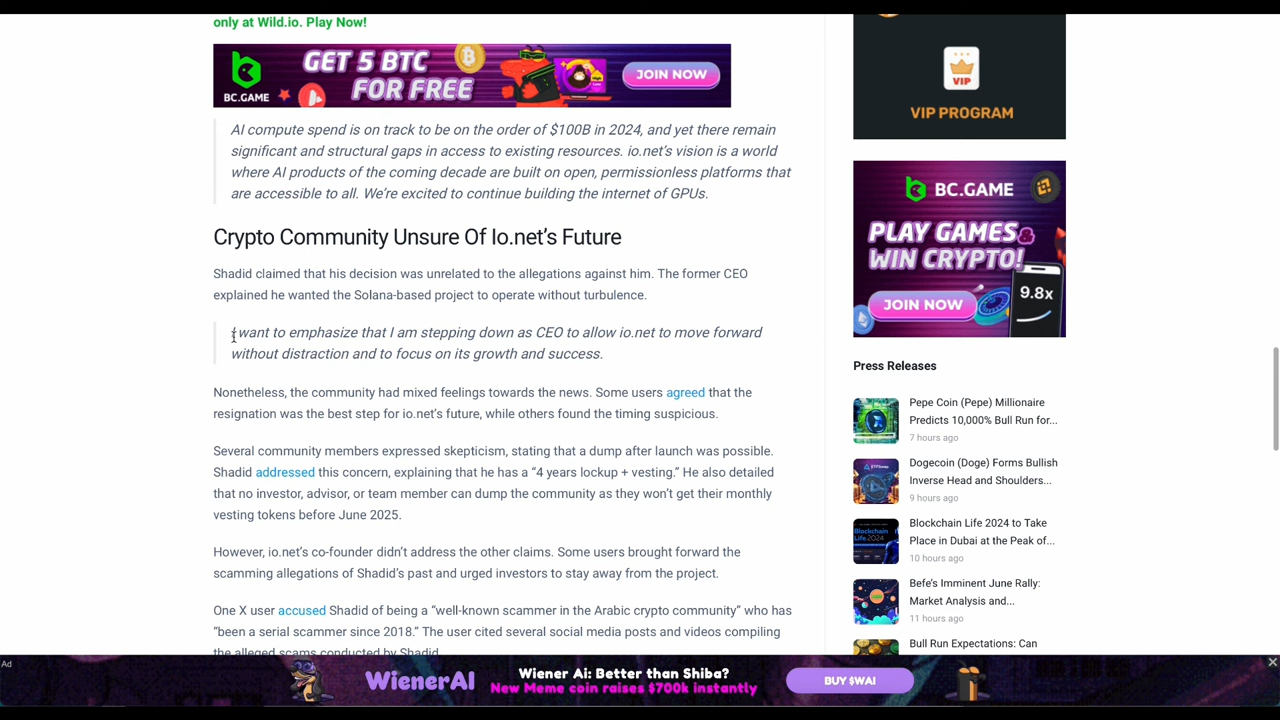 only at Wild.io. Play Now!
BC.GAME
GET 5 BTC
FOR FREE
JOIN NOW
AI compute spend is on track to be on the order of $100B in 2024, and yet there remain
significant and structural gaps in access to existing resources. io.net’s vision is a world
where AI products of the coming decade are built on open, permissionless platforms that
are accessible to all. We’re excited to continue building the internet of GPUs.
Crypto Community Unsure Of Io.net’s Future
Shadid claimed that his decision was unrelated to the allegations against him. The former CEO
explained he wanted the Solana-based project to operate without turbulence.
I want to emphasize that I am stepping down as CEO to allow io.net to move forward
without distraction and to focus on its growth and success.
Nonetheless, the community had mixed feelings towards the news. Some users agreed that the
resignation was the best step for io.net’s future, while others found the timing suspicious.
Several community members expressed skepticism, stating that a dump after launch was possible.
Shadid addressed this concern, explaining that he has a “4 years lockup + vesting.” He also detailed
that no investor, advisor, or team member can dump the community as they won’t get their monthly
vesting tokens before June 2025.
However, io.net’s co-founder didn’t address the other claims. Some users brought forward the
scamming allegations of Shadid’s past and urged investors to stay away from the project.
One X user accused Shadid of being a “well-known scammer in the Arabic crypto community” who has
“been a serial scammer since 2018.” The user cited several social media posts and videos compiling
the alleged scams conducted by Shadid.
VIP
VIP PROGRAM
BC.GAME
PLAY GAMES &
WIN CRYPTO!
JOIN NOW
9.8x
Press Releases
Pepe Coin (Pepe) Millionaire
Predicts 10,000% Bull Run for...
7 hours ago
Dogecoin (Doge) Forms Bullish
Inverse Head and Shoulders...
9 hours ago
Blockchain Life 2024 to Take
Place in Dubai at the Peak of...
10 hours ago
Befe’s Imminent June Rally:
Market Analysis and...
11 hours ago
Bull Run Expectations: Can
Ad
WienerAI
Wiener Ai: Better than Shiba?
New Meme coin raises $700k instantly
BUY $WAI